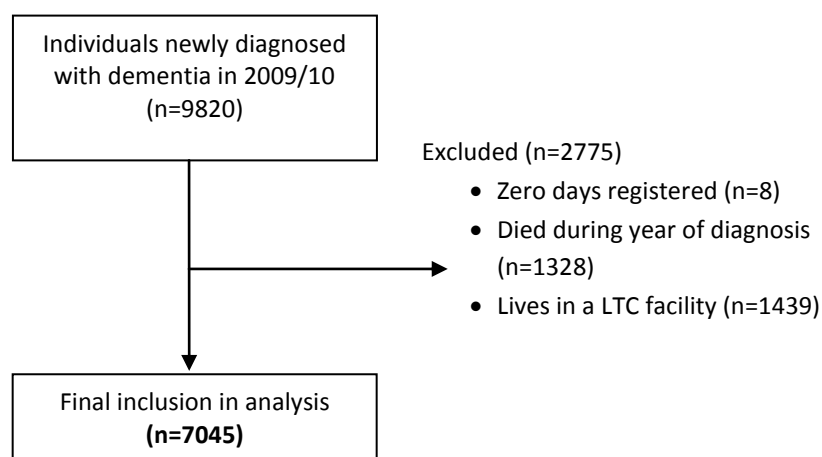 Individuals newly diagnosed
with dementia in 2009/10
(n=9820)
Excluded (n=2775)
• Zero days registered (n=8)
• Died during year of diagnosis
(n=1328)
• Lives in a LTC facility (n=1439)
Final inclusion in analysis
(n=7045)